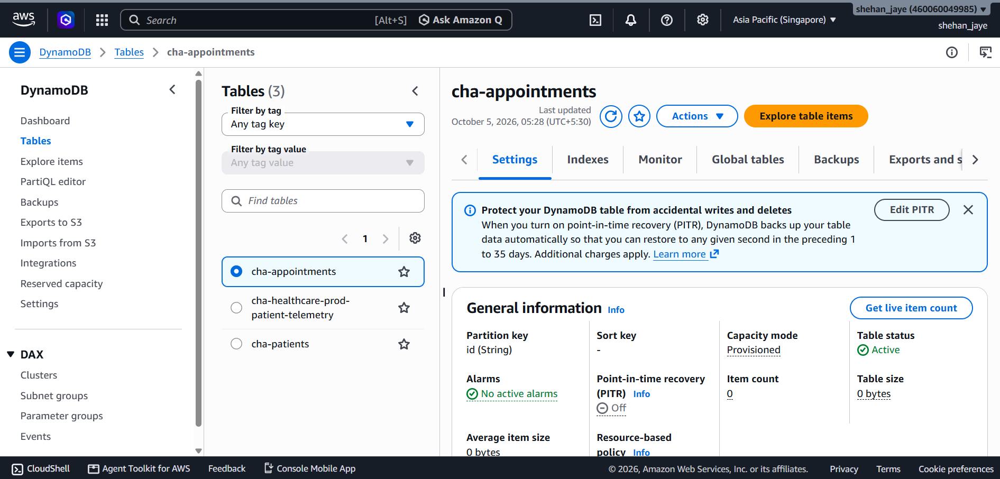 aws
Search
[Alt+S]
Ask Amazon Q
Asia Pacific (Singapore)
shehan_jaye (460060049985)
shehan_jaye
DynamoDB
Tables
cha-appointments
DynamoDB
Dashboard
Tables
Explore items
PartiQL editor
Backups
Exports to S3
Imports from S3
Integrations
Reserved capacity
Settings
DAX
Clusters
Subnet groups
Parameter groups
Events
Tables (3)
Filter by tag
Any tag key
Filter by tag value
Any tag value
Find tables
1
cha-appointments
cha-healthcare-prod-
patient-telemetry
cha-patients
cha-appointments
Last updated
October 5, 2026, 05:28 (UTC+5:30)
Actions
Explore table items
Settings
Indexes
Monitor
Global tables
Backups
Exports and s
Protect your DynamoDB table from accidental writes and deletes
When you turn on point-in-time recovery (PITR), DynamoDB backs up your table
data automatically so that you can restore to any given second in the preceding 1
to 35 days. Additional charges apply. Learn more
Edit PITR
General information Info
Get live item count
Partition key
id (String)
Sort key
-
Capacity mode
Provisioned
Table status
Active
Alarms
No active alarms
Point-in-time recovery
(PITR) Info
Off
Item count
0
Table size
0 bytes
Average item size
0 bytes
Resource-based
policy Info
CloudShell
Agent Toolkit for AWS
Feedback
Console Mobile App
© 2026, Amazon Web Services, Inc. or its affiliates.
Privacy
Terms
Cookie preferences